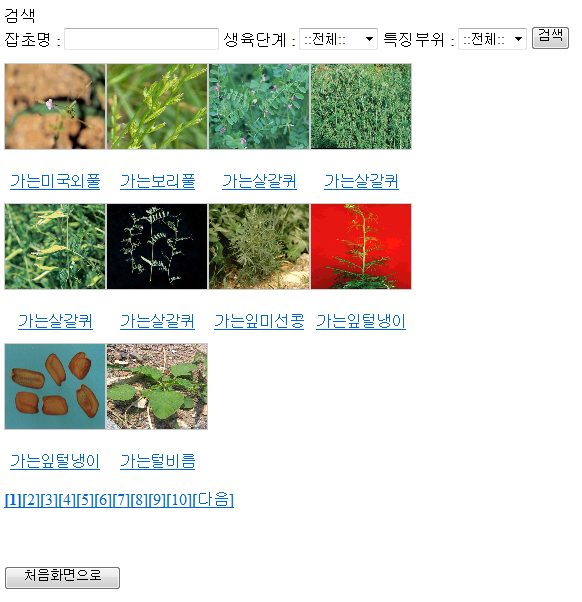 검색
잡초명 : 생육단계 : ::전체:: 특징부위 : ::전체:: 검색
가는미국외풀 가는보리풀 가는살갈퀴 가는살갈퀴
가는살갈퀴 가는살갈퀴 가는잎미선콩 가는잎털냉이
가는잎털냉이 가는털비름
[1][2][3][4][5][6][7][8][9][10][다음]
처음화면으로